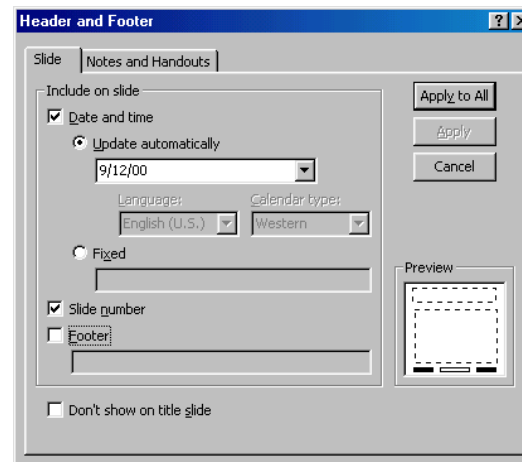 Header and Footer
Slide
Notes and Handouts
Include on slide
Date and time
Update automatically
9/12/00
Language:
Calendar type:
English (U.S.)
Western
Fixed
Slide number
Footer
Don't show on title slide
Apply to All
Apply
Cancel
Preview